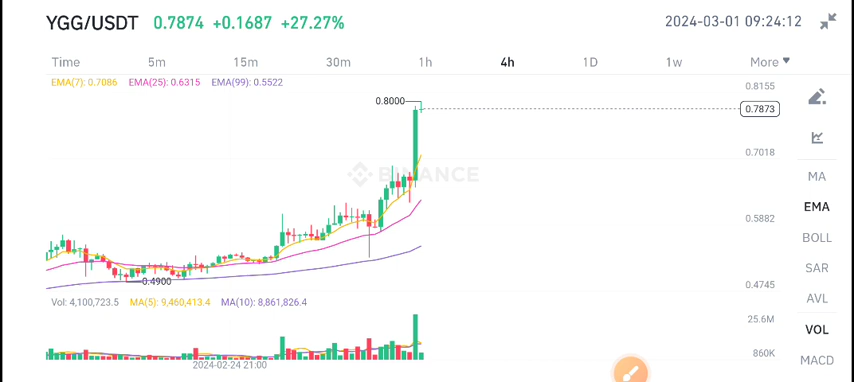 YGG/USDT 0.7874 +0.1687 +27.27% 2024-03-01 09:24:12
Time 5m 15m 30m 1h 4h 1D 1w More
EMA(7): 0.7086 EMA(25): 0.6315 EMA(99): 0.5522
0.8155
0.8000
0.7873
0.7018
BINANCE
MA
EMA
0.5882
BOLL
SAR
0.4900
0.4745
AVL
Vol: 4,100,723.5 MA(5): 9,460,413.4 MA(10): 8,861,826.4
25.6M
VOL
860K
MACD
2024-02-24 21:00